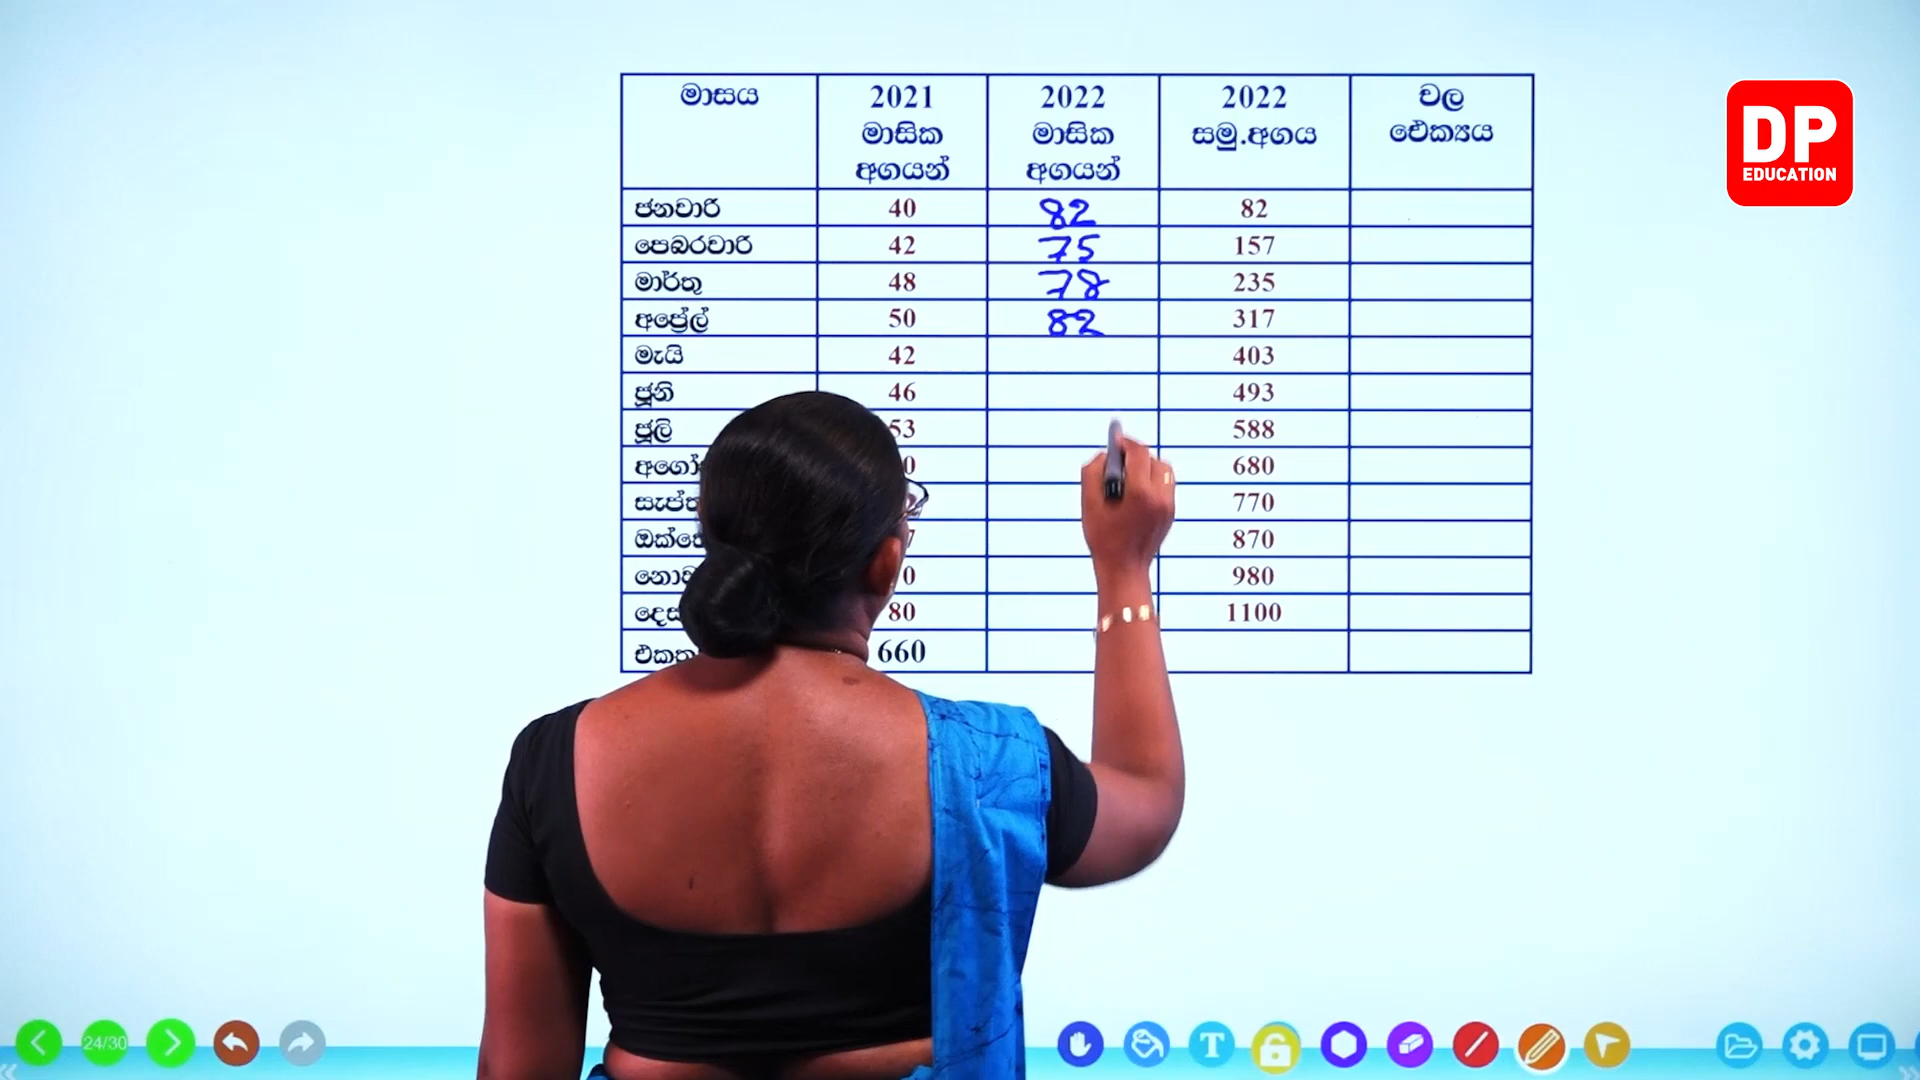 මාසය 2021 මාසික අගයන් 2022 මාසික අගයන් 2022 සමු.අගය චල ඓක්‍යය
ජනවාරි 40 82 82
පෙබරවාරි 42 75 157
මාර්තු 48 78 235
අප්‍රේල් 50 82 317
මැයි 42 403
ජූනි 46 493
ජූලි 53 588
680
770
870
980
80 1100
660
DP
EDUCATION
24/30
T